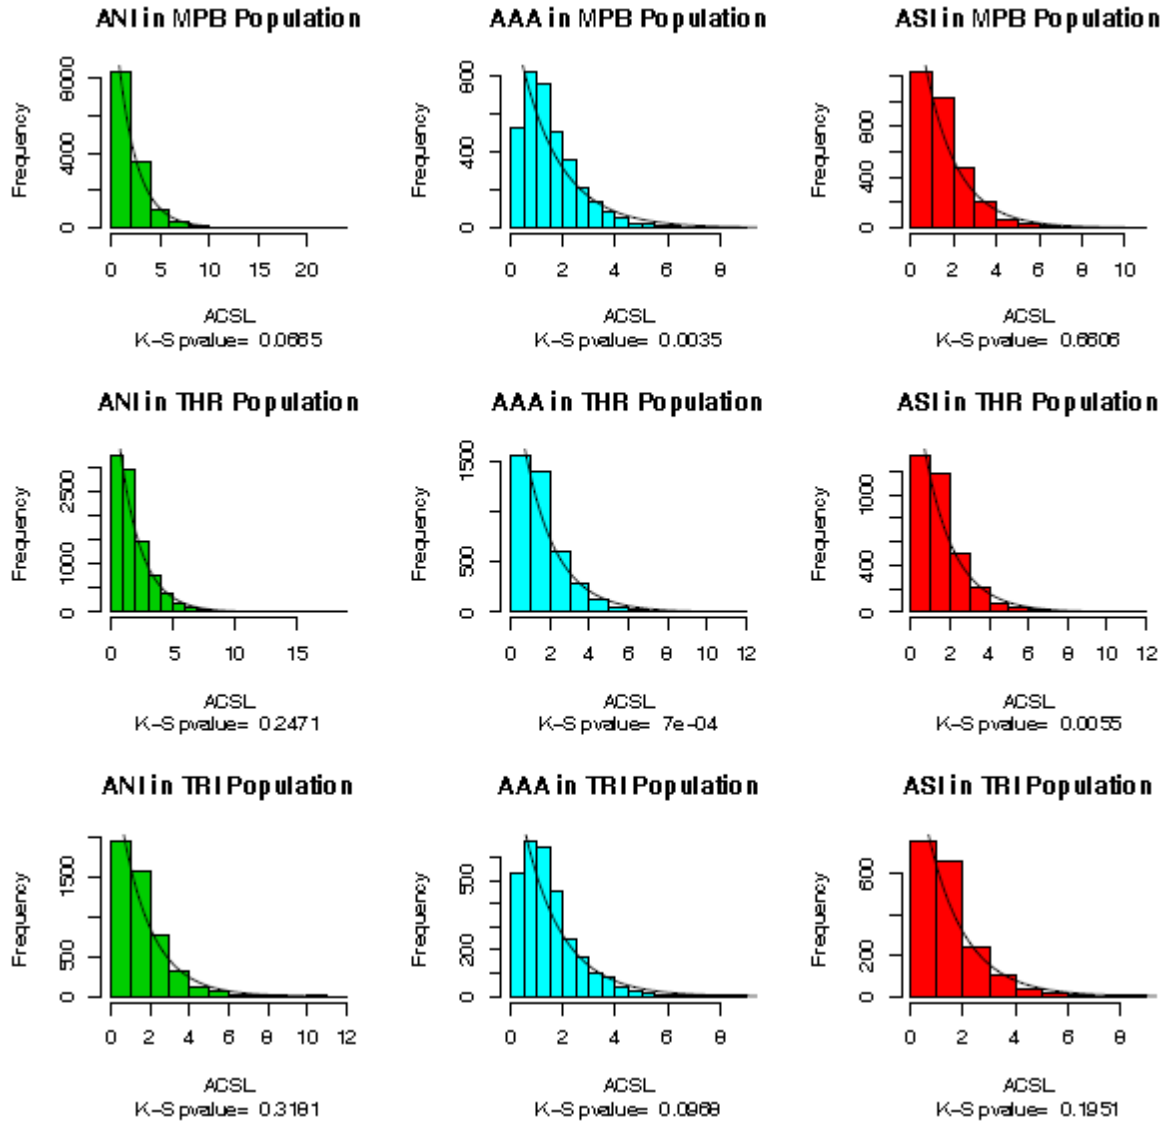 ANI in MPB Population
AAA in MPB Population
ASI in MPB Population
Frequency
0 4000 8000
0 5 10 15 20
ACSL
K-S pvalue= 0.0665
Frequency
0 400 800
0 2 4 6 8
ACSL
K-S pvalue= 0.0035
Frequency
0 400 800
0 2 4 6 8 10
ACSL
K-S pvalue= 0.6606
ANI in THR Population
AAA in THR Population
ASI in THR Population
Frequency
0 1000 2500
0 5 10 15
ACSL
K-S pvalue= 0.2471
Frequency
0 500 1500
0 2 4 6 8 10 12
ACSL
K-S pvalue= 7e-04
Frequency
0 400 1000
0 2 4 6 8 10 12
ACSL
K-S pvalue= 0.0055
ANI in TRI Population
AAA in TRI Population
ASI in TRI Population
Frequency
0 500 1500
0 2 4 6 8 10 12
ACSL
K-S pvalue= 0.3181
Frequency
0 200 500
0 2 4 6 8
ACSL
K-S pvalue= 0.0968
Frequency
0 200 600
0 2 4 6 8
ACSL
K-S pvalue= 0.1951